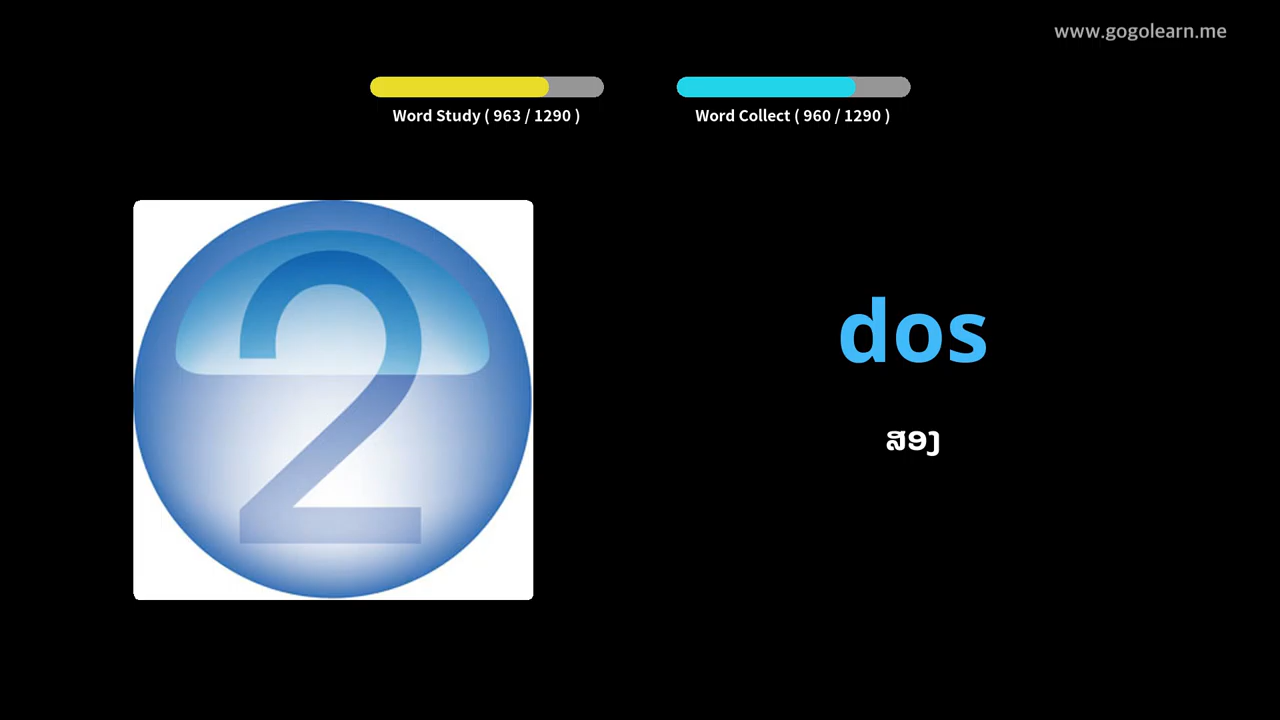 www.gogolearn.me
Word Study ( 963 / 1290 )
Word Collect ( 960 / 1290 )
2
dos
ສອງ